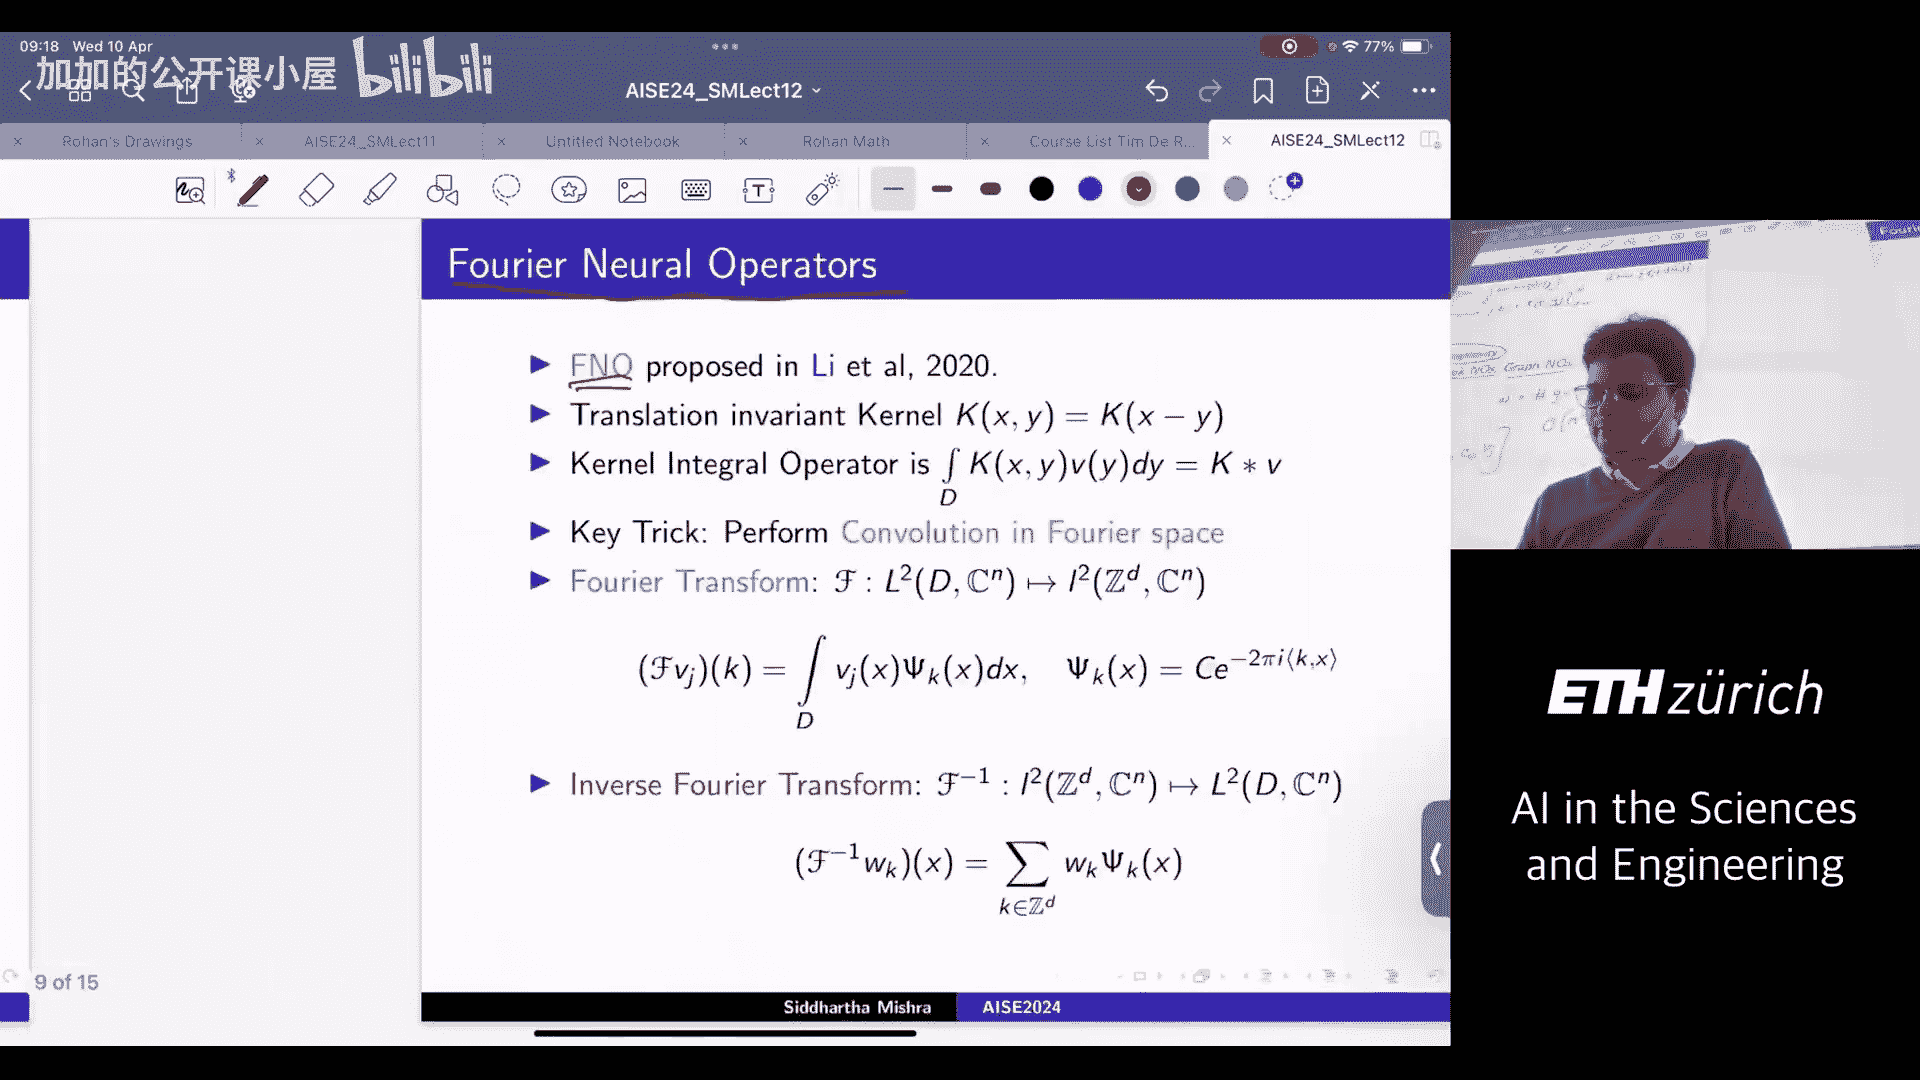 09:18 Wed 10 Apr
77%
加加的公开课小屋 bilibili
AISE24_SMLect12
Rohan's Drawings
AISE24_SMLect11
Untitled Notebook
Rohan Math
Course List Tim De R...
AISE24_SMLect12
Fourier Neural Operators
FNO proposed in Li et al, 2020.
Translation invariant Kernel K(x, y) = K(x − y)
Kernel Integral Operator is ∫_D K(x, y)v(y)dy = K ∗ v
Key Trick: Perform Convolution in Fourier space
Fourier Transform: ℱ : L²(D, ℂⁿ) ↦ l²(ℤᵈ, ℂⁿ)
(ℱv_j)(k) = ∫_D v_j(x)Ψ_k(x)dx, Ψ_k(x) = Ce^{−2πi⟨k,x⟩}
Inverse Fourier Transform: ℱ⁻¹ : l²(ℤᵈ, ℂⁿ) ↦ L²(D, ℂⁿ)
(ℱ⁻¹w_k)(x) = ∑_{k∈ℤᵈ} w_kΨ_k(x)
9 of 15
Siddhartha Mishra
AISE2024
Graph NOs
ETH zürich
AI in the Sciences
and Engineering